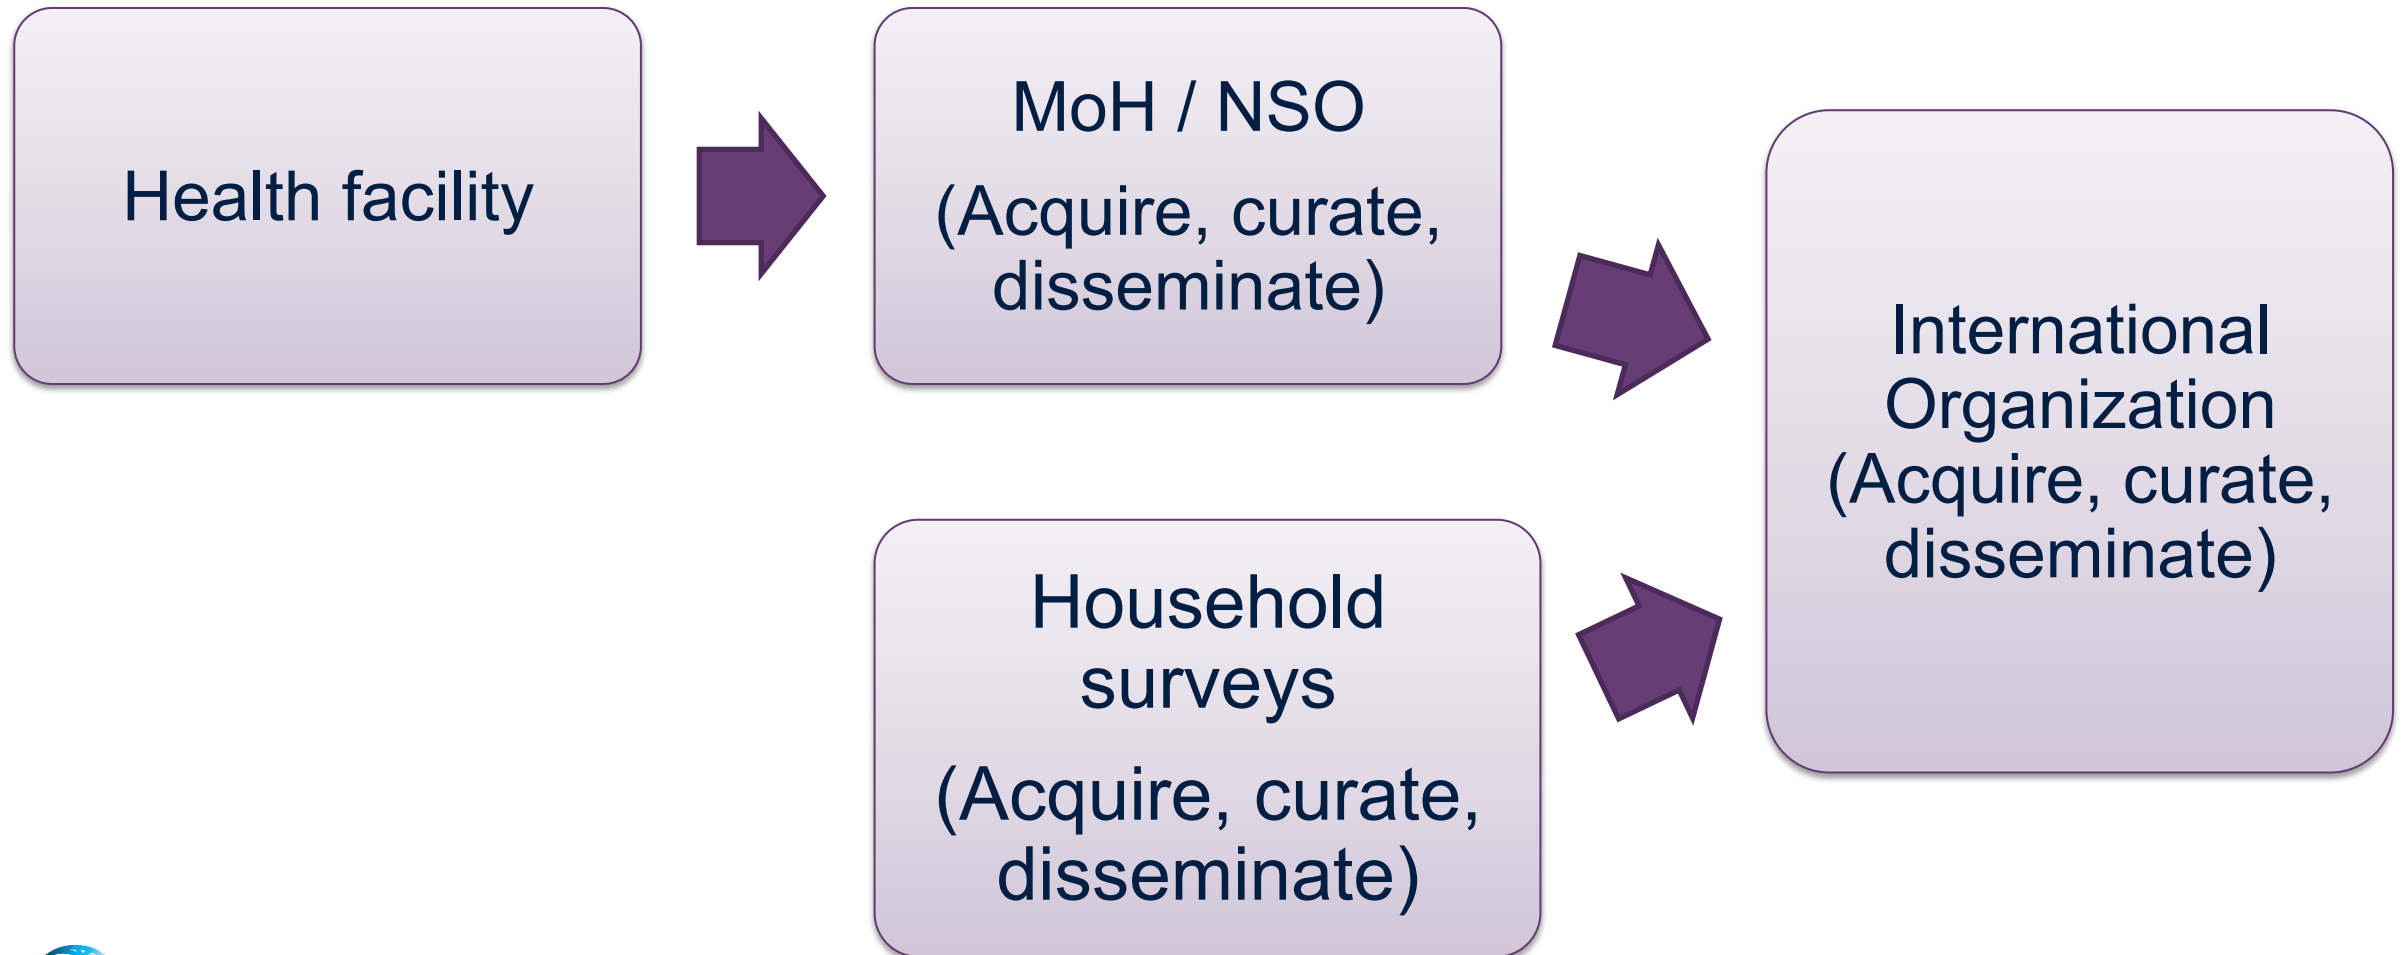 Health facility
MoH / NSO
(Acquire, curate,
disseminate)
Household
surveys
(Acquire, curate,
disseminate)
International
Organization
(Acquire, curate,
disseminate)